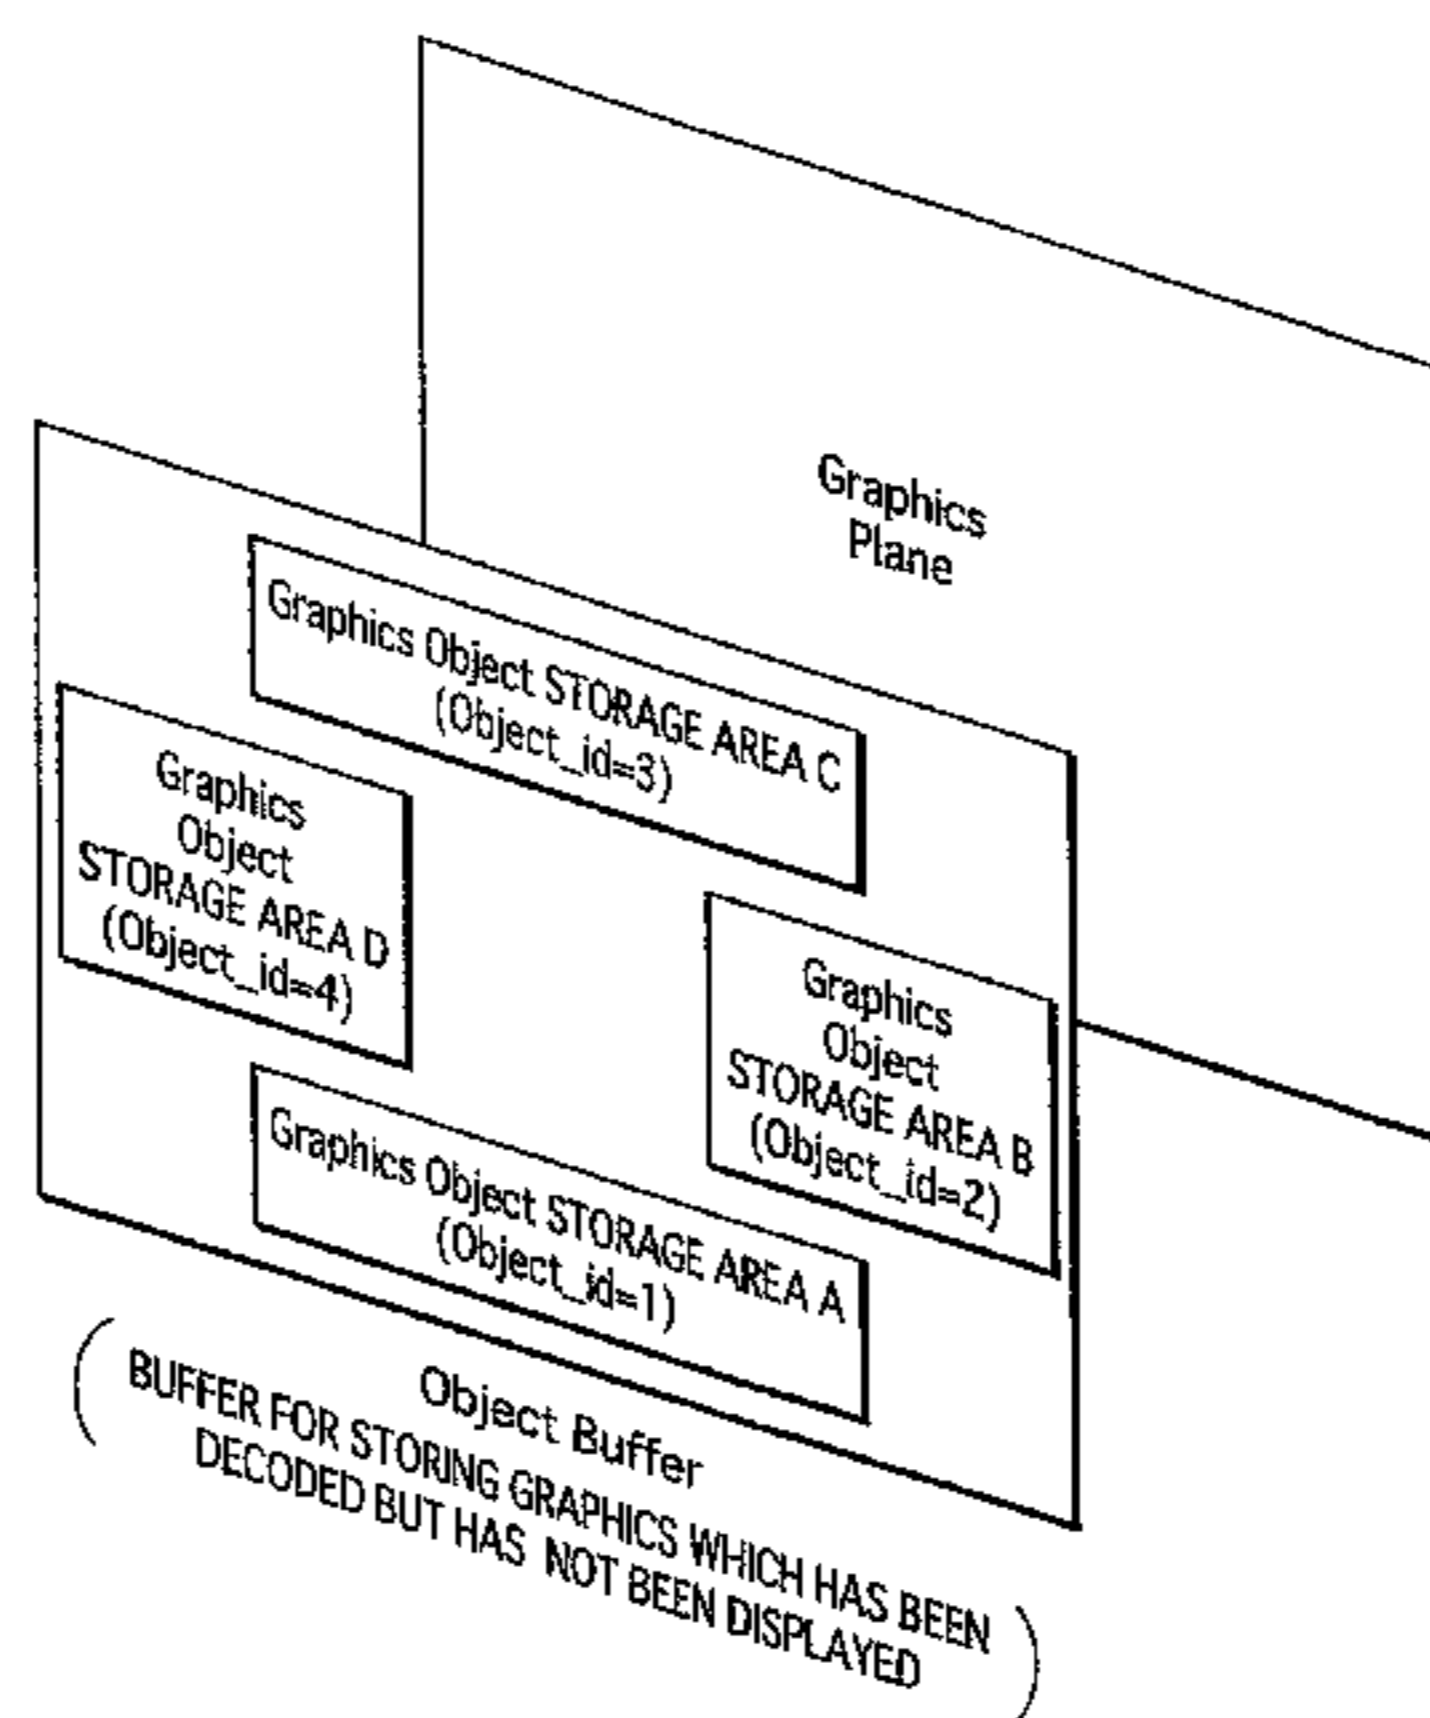 Graphics
Plane
Graphics Object STORAGE AREA C
(Object_id=3)
Graphics
Object
STORAGE AREA D
(Object_id=4)
Graphics
Object
STORAGE AREA B
(Object_id=2)
Graphics Object STORAGE AREA A
(Object_id=1)
Object Buffer
( BUFFER FOR STORING GRAPHICS WHICH HAS BEEN
DECODED BUT HAS NOT BEEN DISPLAYED )